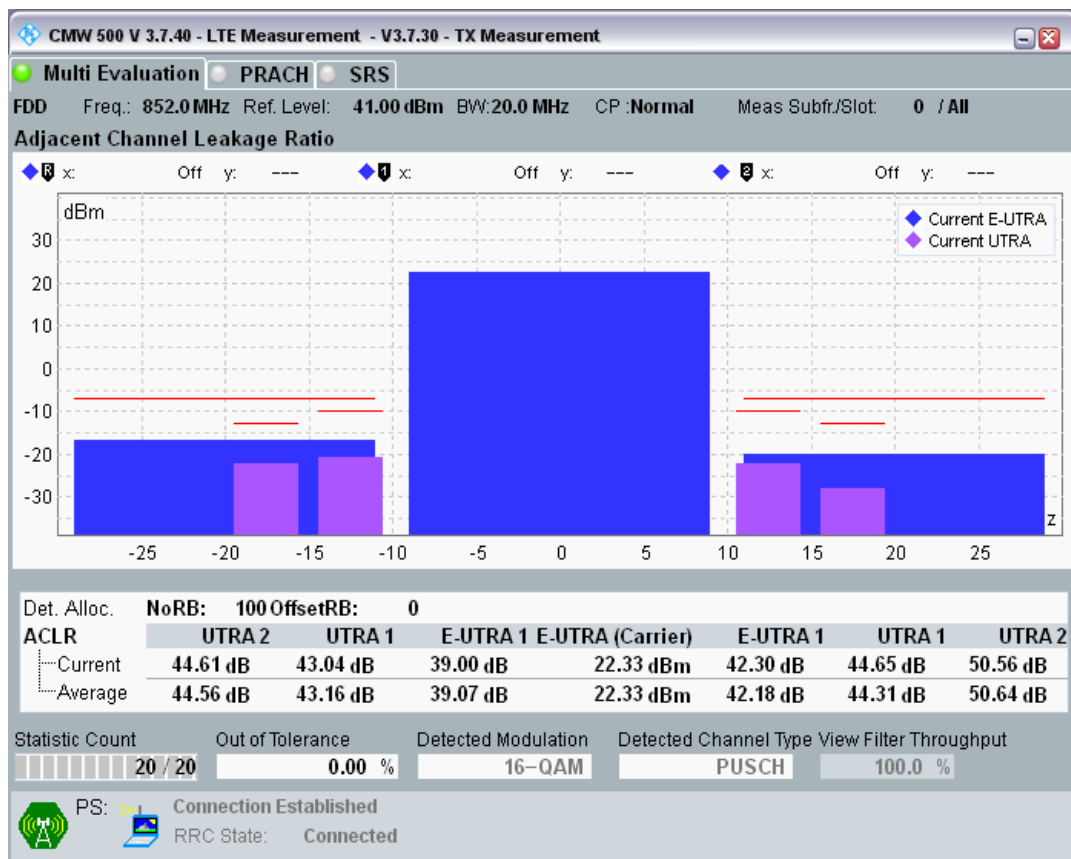 CMW 500 V 3.7.40 - LTE Measurement - V3.7.30 - TX Measurement
Multi Evaluation PRACH SRS
FDD Freq.: 852.0 MHz Ref. Level: 41.00 dBm BW:20.0 MHz CP :Normal Meas Subfr./Slot: 0 / All
Adjacent Channel Leakage Ratio
R x: Off y: --- 1 x: Off y: --- 2 x: Off y: ---
dBm
Current E-UTRA
Current UTRA
30
20
10
0
-10
-20
-30
z
-25 -20 -15 -10 -5 0 5 10 15 20 25
Det. Alloc. NoRB: 100 OffsetRB: 0
ACLR UTRA 2 UTRA 1 E-UTRA 1 E-UTRA (Carrier) E-UTRA 1 UTRA 1 UTRA 2
Current 44.61 dB 43.04 dB 39.00 dB 22.33 dBm 42.30 dB 44.65 dB 50.56 dB
Average 44.56 dB 43.16 dB 39.07 dB 22.33 dBm 42.18 dB 44.31 dB 50.64 dB
Statistic Count Out of Tolerance Detected Modulation Detected Channel Type View Filter Throughput
20 / 20 0.00 % 16-QAM PUSCH 100.0 %
PS: Connection Established
RRC State: Connected